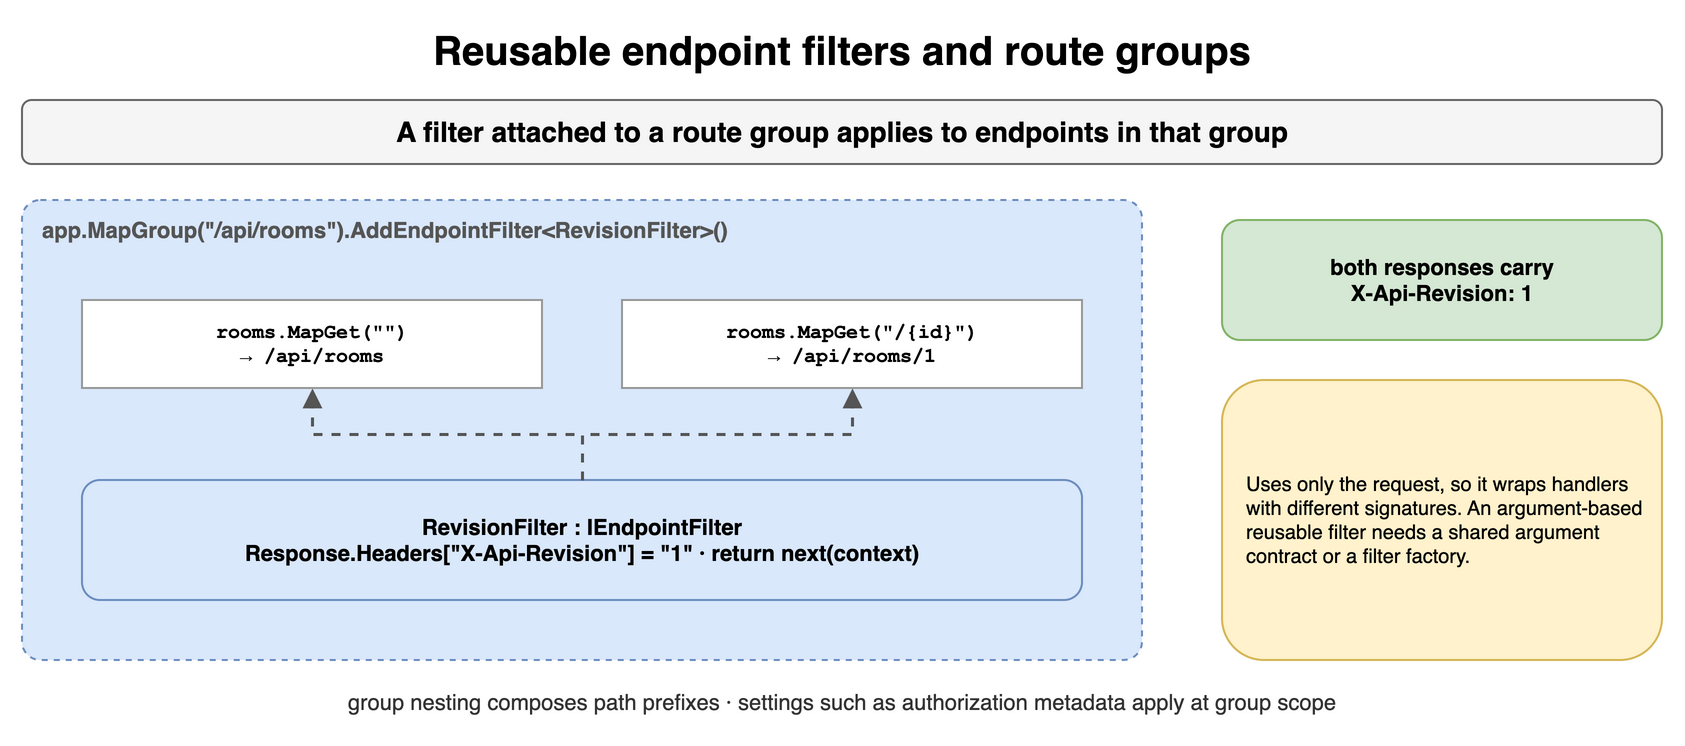 Reusable endpoint filters and route groups
A filter attached to a route group applies to endpoints in that group
app.MapGroup("/api/rooms").AddEndpointFilter<RevisionFilter>()
rooms.MapGet("")
→ /api/rooms
rooms.MapGet("/{id}")
→ /api/rooms/1
RevisionFilter : IEndpointFilter
Response.Headers["X-Api-Revision"] = "1" · return next(context)
both responses carry
X-Api-Revision: 1
Uses only the request, so it wraps handlers
with different signatures. An argument-based
reusable filter needs a shared argument
contract or a filter factory.
group nesting composes path prefixes · settings such as authorization metadata apply at group scope